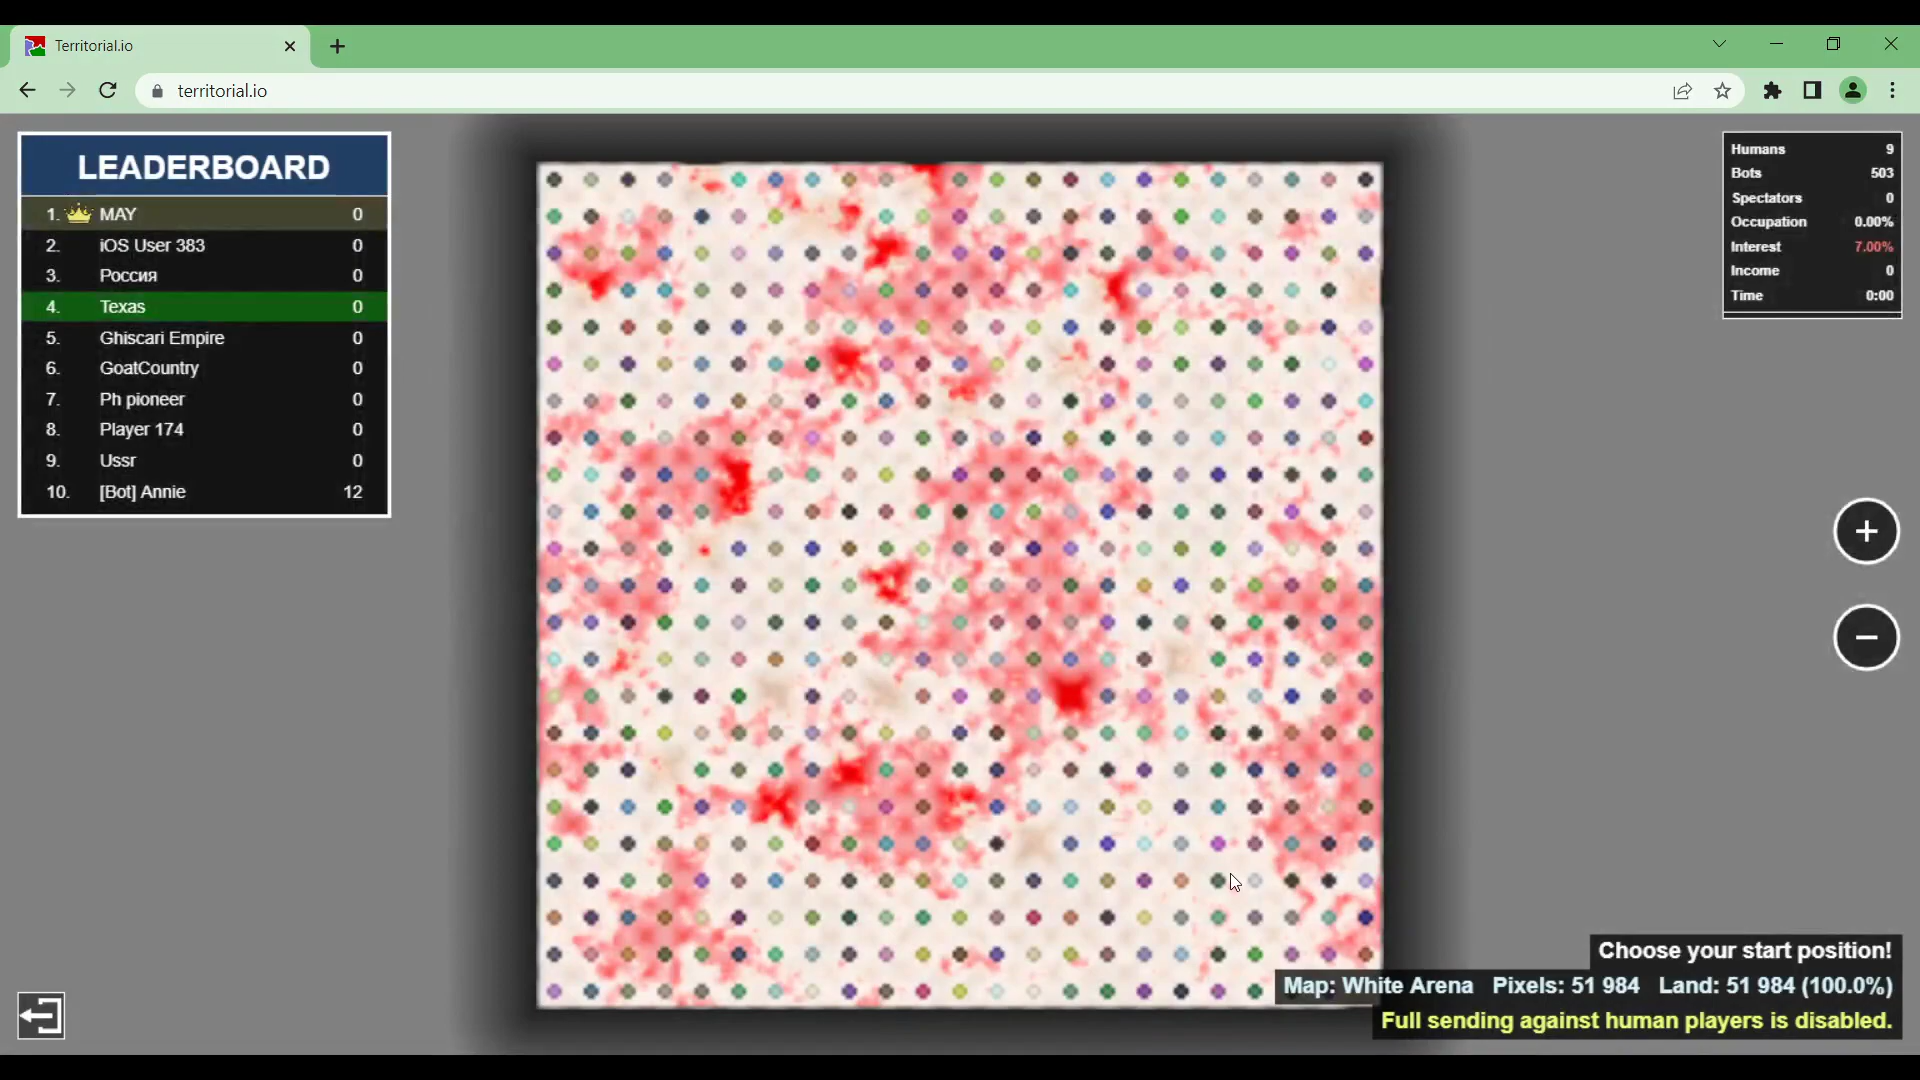 Territorial.io
territorial.io
LEADERBOARD
1. MAY 0
2. iOS User 383 0
3. Россия 0
4. Texas 0
5. Ghiscari Empire 0
6. GoatCountry 0
7. Ph pioneer 0
8. Player 174 0
9. Ussr 0
10. [Bot] Annie 12
Humans 9
Bots 503
Spectators 0
Occupation 0.00%
Interest 7.00%
Income 0
Time 0:00
Choose your start position!
Map: White Arena Pixels: 51 984 Land: 51 984 (100.0%)
Full sending against human players is disabled.